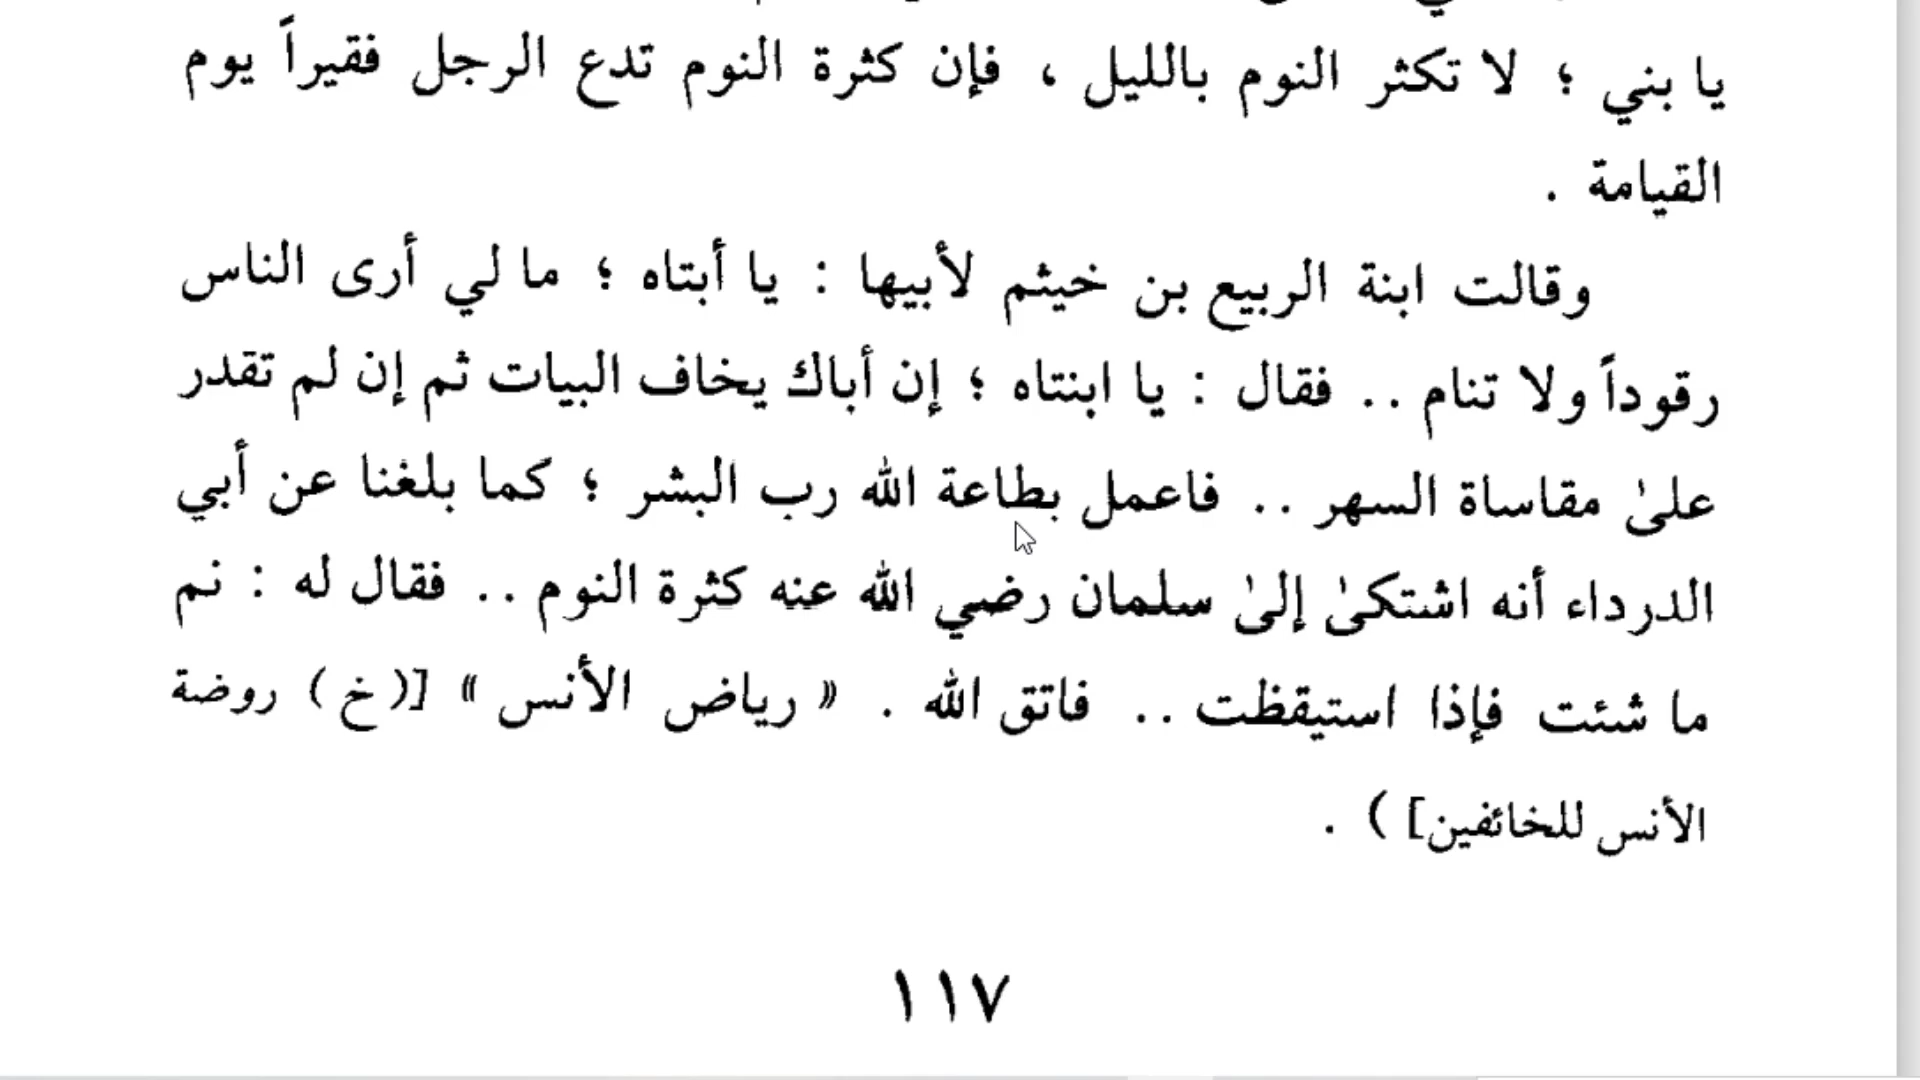 يا بني ؛ لا تكثر النوم بالليل ، فإن كثرة النوم تدع الرجل فقيراً يوم
القيامة .
وقالت ابنة الربيع بن خيثم لأبيها : يا أبتاه ؛ ما لي أرى الناس
رقوداً ولا تنام .. فقال : يا ابنتاه ؛ إن أباك يخاف البيات ثم إن لم تقدر
علىٰ مقاساة السهر .. فاعمل بطاعة الله رب البشر ؛ كما بلغنا عن أبي
الدرداء أنه اشتكىٰ إلىٰ سلمان رضي الله عنه كثرة النوم .. فقال له : نم
ما شئت فإذا استيقظت .. فاتق الله . « رياض الأنس » [(خ) روضة
الأنس للخائفين] ) .
١١٧